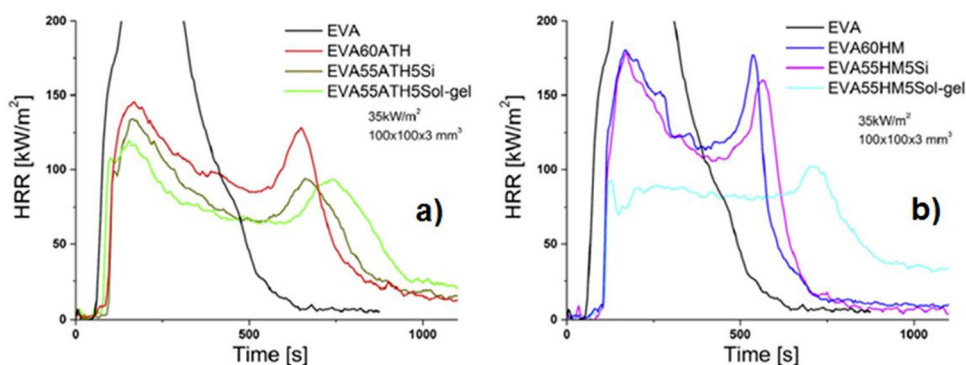 200
150
100
50
0
HRR [kW/m²]
EVA
EVA60ATH
EVA55ATH5Si
EVA55ATH5Sol-gel
35kW/m²
100x100x3 mm³
a)
0
500
1000
Time [s]
200
150
100
50
0
HRR [kW/m²]
EVA
EVA60HM
EVA55HM5Si
EVA55HM5Sol-gel
35kW/m²
100x100x3 mm³
b)
0
500
1000
Time [s]